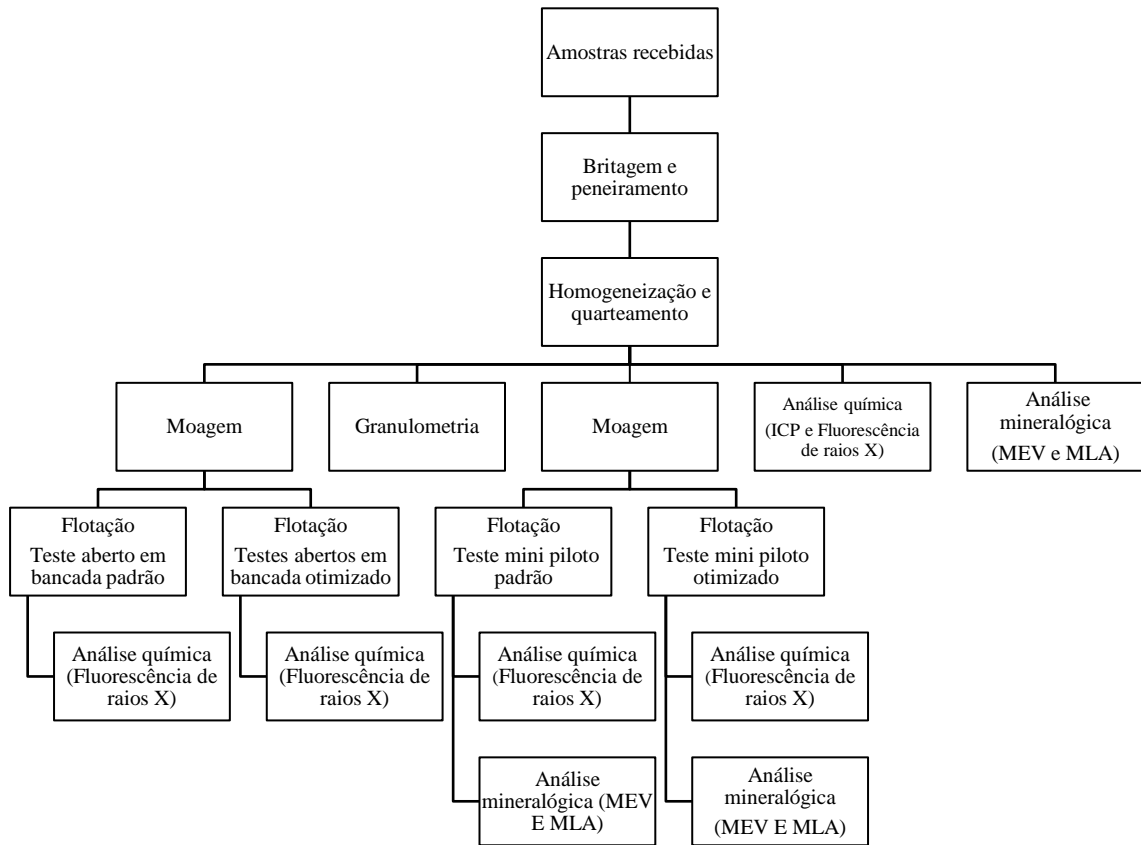 Amostras recebidas
Britagem e
peneiramento
Homogeneização e
quarteamento
Moagem
Granulometria
Moagem
Análise química
(ICP e Fluorescência
de raios X)
Análise
mineralógica
(MEV e MLA)
Flotação
Teste aberto em
bancada padrão
Flotação
Testes abertos em
bancada otimizado
Flotação
Teste mini piloto
padrão
Flotação
Teste mini piloto
otimizado
Análise química
(Fluorescência de
raios X)
Análise química
(Fluorescência de
raios X)
Análise química
(Fluorescência de
raios X)
Análise química
(Fluorescência de
raios X)
Análise
mineralógica (MEV
E MLA)
Análise
mineralógica
(MEV E MLA)